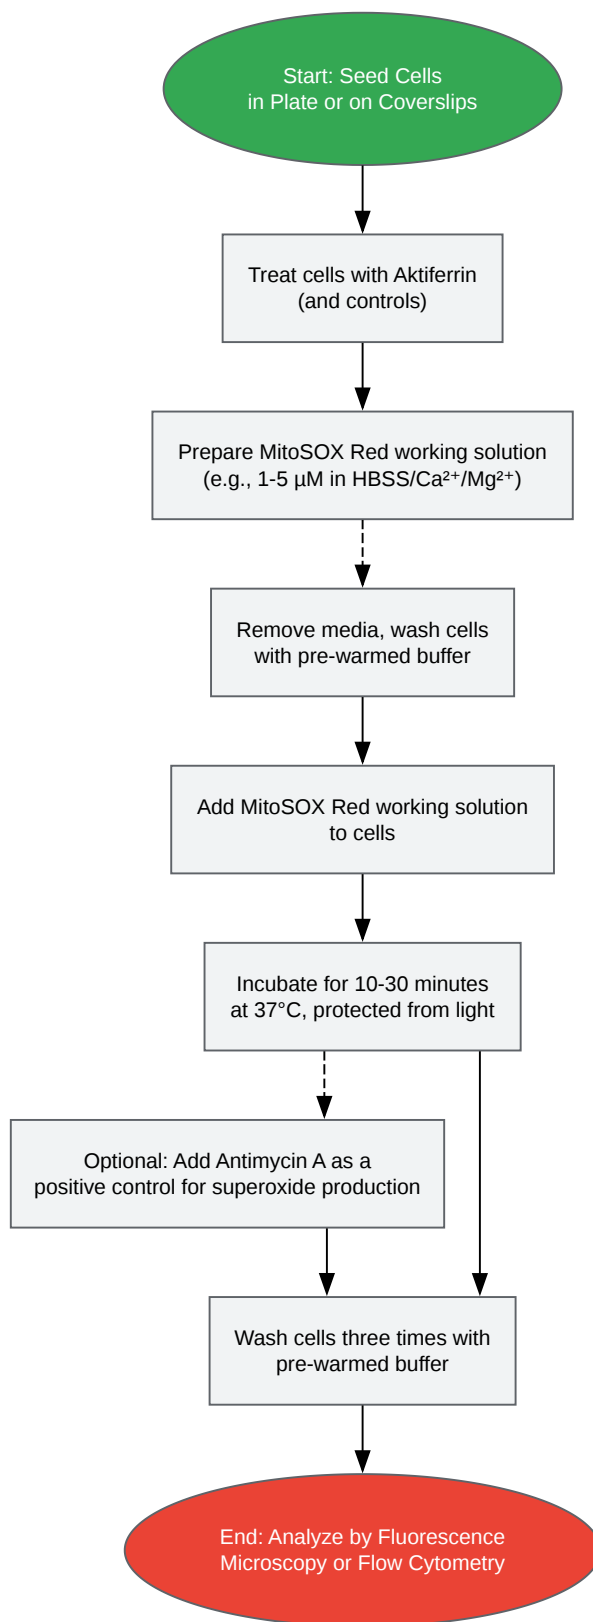 Start: Seed Cells
in Plate or on Coverslips
Treat cells with Aktiferrin
(and controls)
Prepare MitoSOX Red working solution
(e.g., 1-5 µM in HBSS/Ca²⁺/Mg²⁺)
Remove media, wash cells
with pre-warmed buffer
Add MitoSOX Red working solution
to cells
Incubate for 10-30 minutes
at 37°C, protected from light
Optional: Add Antimycin A as a
positive control for superoxide production
Wash cells three times with
pre-warmed buffer
End: Analyze by Fluorescence
Microscopy or Flow Cytometry